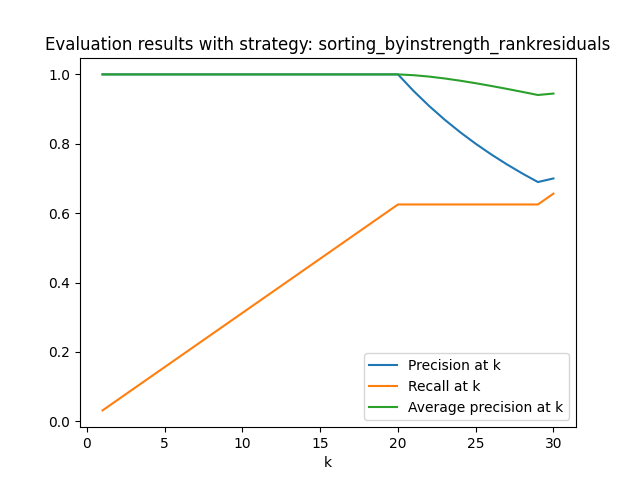 Evaluation results with strategy: sorting_byinstrength_rankresiduals
1.0
0.8
0.6
0.4
0.2
0.0
0 5 10 15 20 25 30
k
Precision at k
Recall at k
Average precision at k